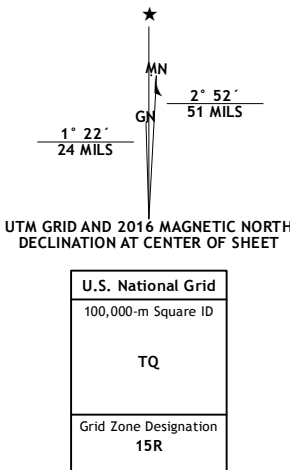 ★
MN
GN
2° 52´
51 MILS
1° 22´
24 MILS
UTM GRID AND 2016 MAGNETIC NORTH
DECLINATION AT CENTER OF SHEET
U.S. National Grid
100,000-m Square ID
TQ
Grid Zone Designation
15R